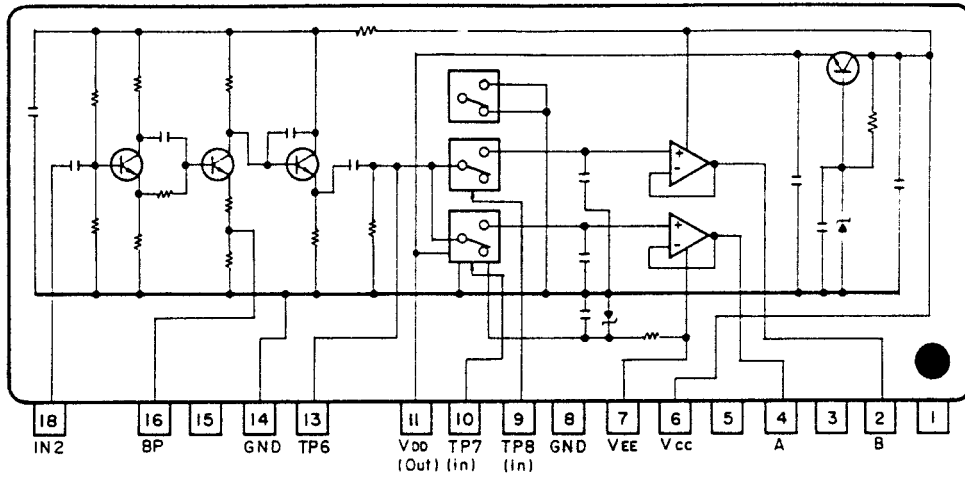 +
-
+
-
18 16 15 14 13 11 10 9 8 7 6 5 4 3 2 1
IN2 BP GND TP6 VDD TP7 TP8 GND VEE VCC A B
(Out) (in) (in)